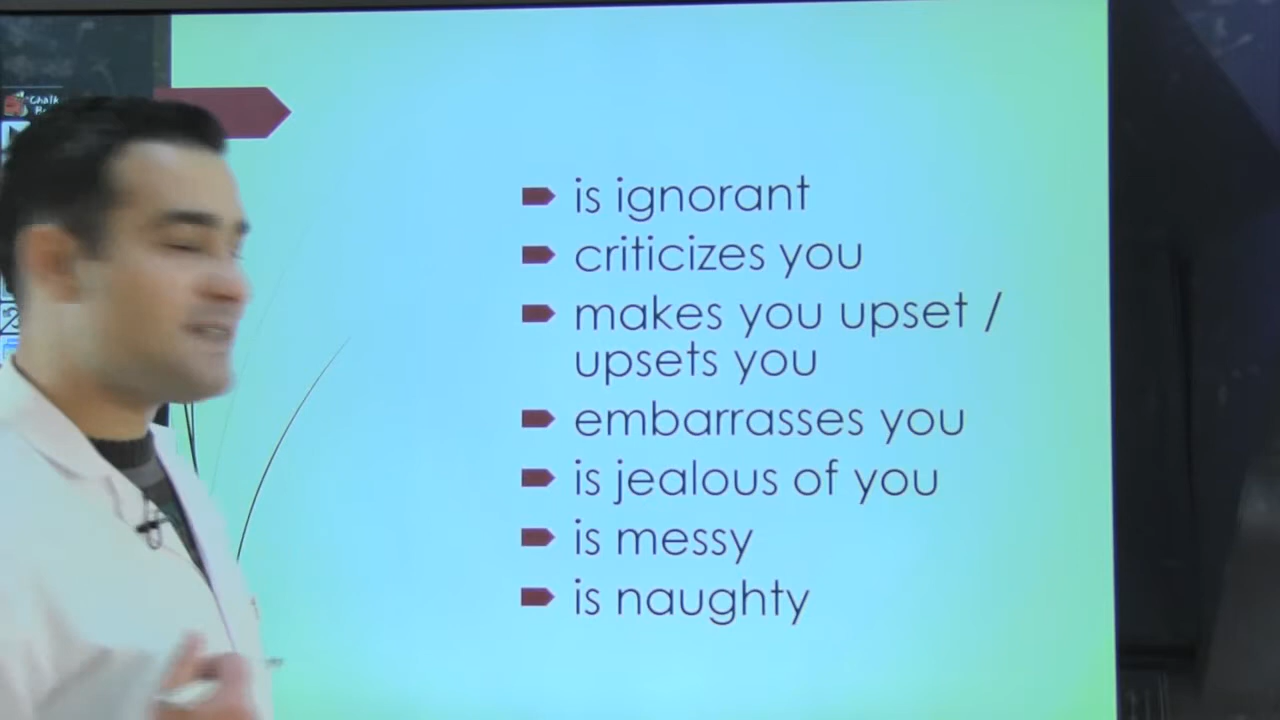 Chalk
is ignorant
criticizes you
makes you upset /
upsets you
embarrasses you
is jealous of you
is messy
is naughty